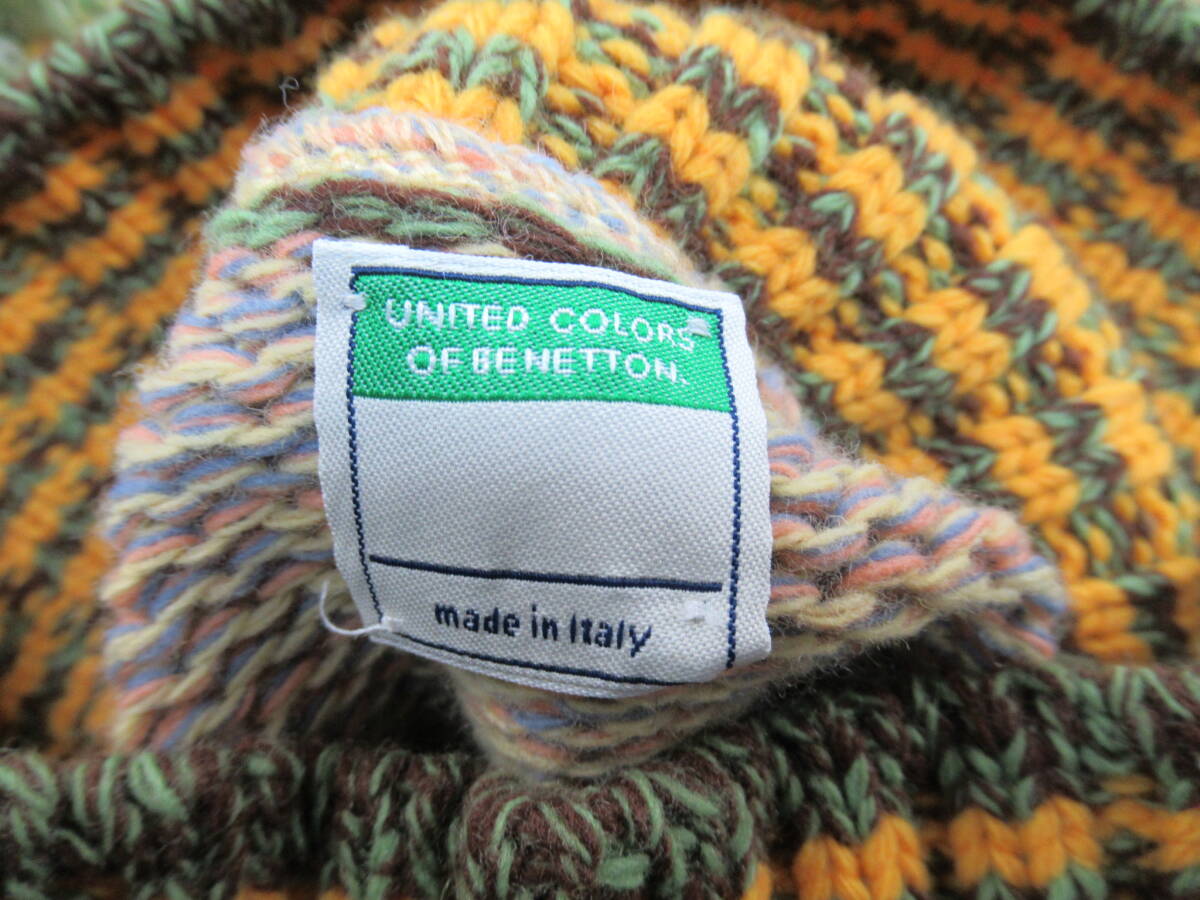 UNITED COLORS
OF BENETTON.
made in Italy